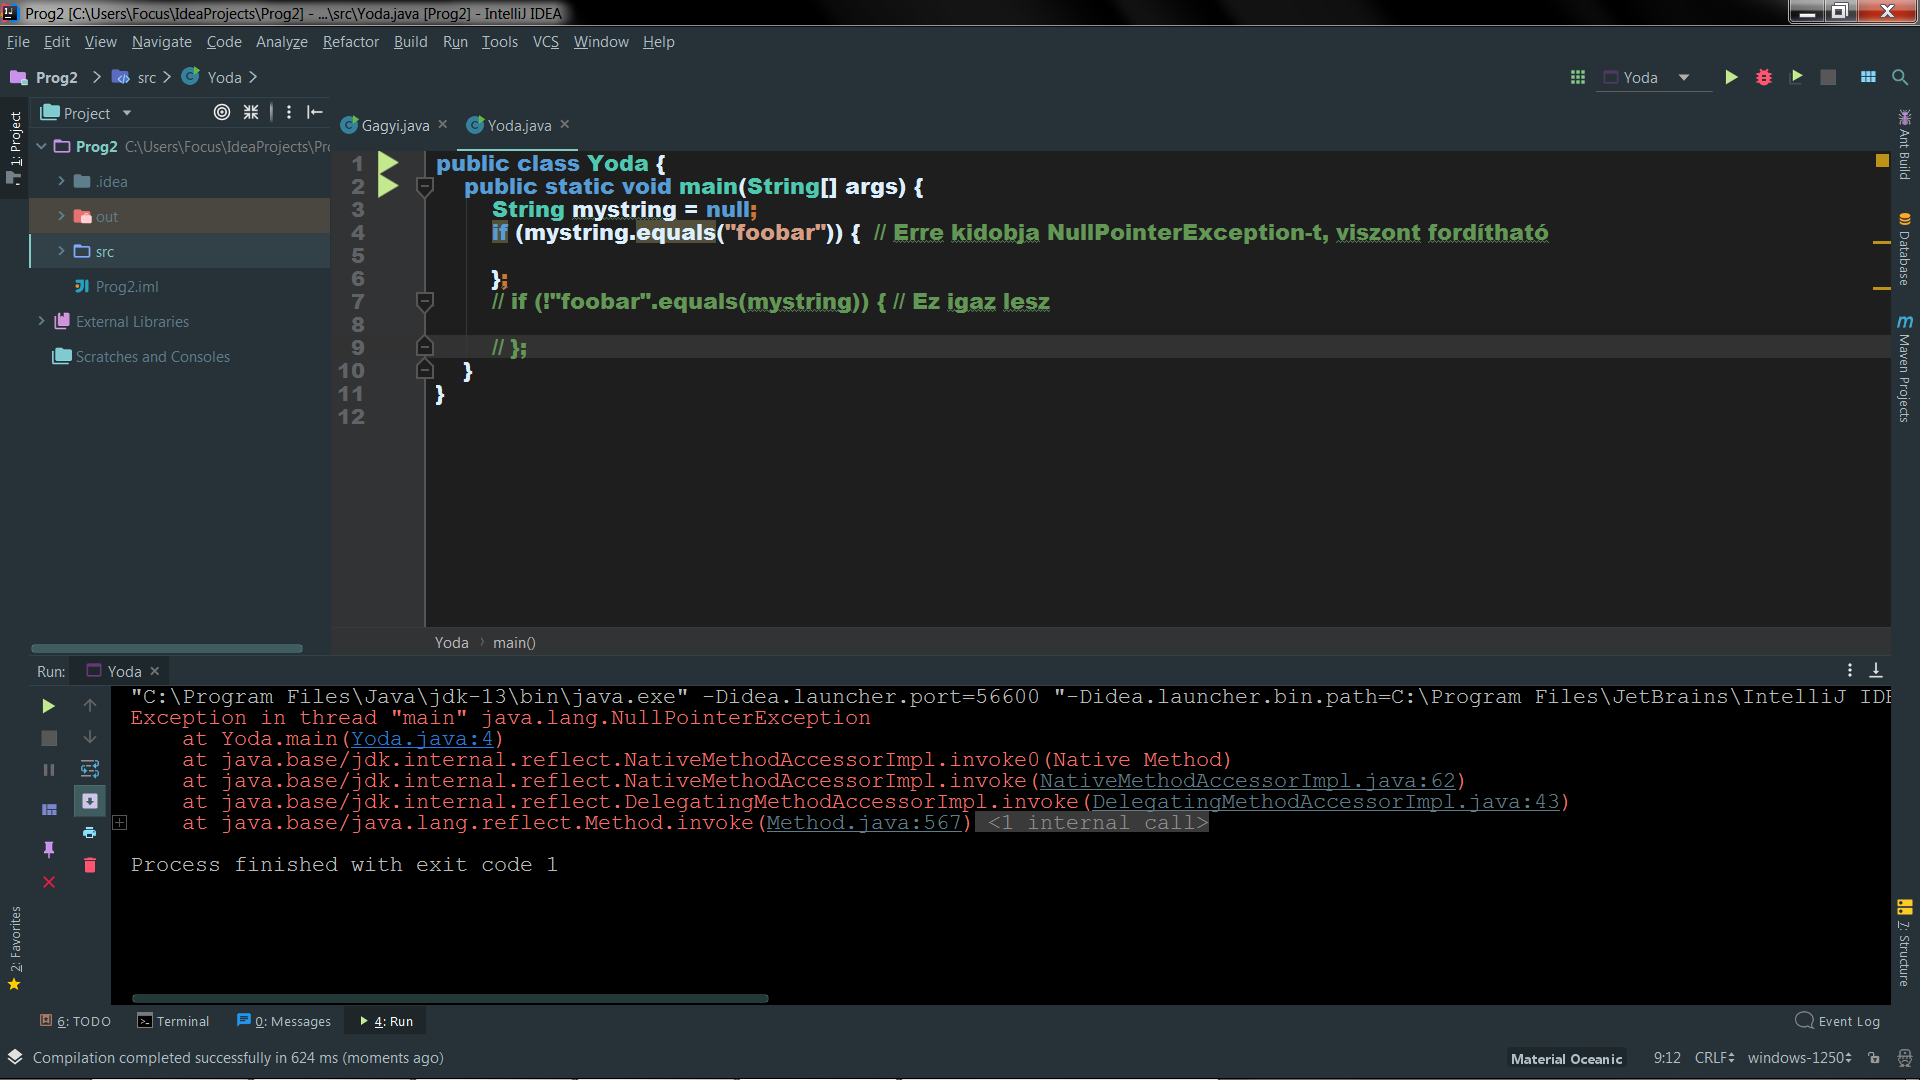 Prog2 [C:\Users\Focus\IdeaProjects\Prog2] - ...\src\Yoda.java [Prog2] - IntelliJ IDEA
File Edit View Navigate Code Analyze Refactor Build Run Tools VCS Window Help
Prog2 src Yoda
Yoda
Project
Gagyi.java Yoda.java
1: Project
Prog2 C:\Users\Focus\IdeaProjects\Pr
.idea
out
src
Prog2.iml
External Libraries
Scratches and Consoles
1 public class Yoda {
2 public static void main(String[] args) {
3 String mystring = null;
4 if (mystring.equals("foobar")) { // Erre kidobja NullPointerException-t, viszont fordítható
5
6 };
7 // if (!"foobar".equals(mystring)) { // Ez igaz lesz
8
9 // };
10 }
11 }
12
Ant Build
Database
Maven Projects
Yoda main()
Run: Yoda
"C:\Program Files\Java\jdk-13\bin\java.exe" -Didea.launcher.port=56600 "-Didea.launcher.bin.path=C:\Program Files\JetBrains\IntelliJ IDE
Exception in thread "main" java.lang.NullPointerException
at Yoda.main(Yoda.java:4)
at java.base/jdk.internal.reflect.NativeMethodAccessorImpl.invoke0(Native Method)
at java.base/jdk.internal.reflect.NativeMethodAccessorImpl.invoke(NativeMethodAccessorImpl.java:62)
at java.base/jdk.internal.reflect.DelegatingMethodAccessorImpl.invoke(DelegatingMethodAccessorImpl.java:43)
at java.base/java.lang.reflect.Method.invoke(Method.java:567) <1 internal call>
Process finished with exit code 1
2: Favorites
7: Structure
6: TODO Terminal 0: Messages 4: Run Event Log
Compilation completed successfully in 624 ms (moments ago) Material Oceanic 9:12 CRLF windows-1250